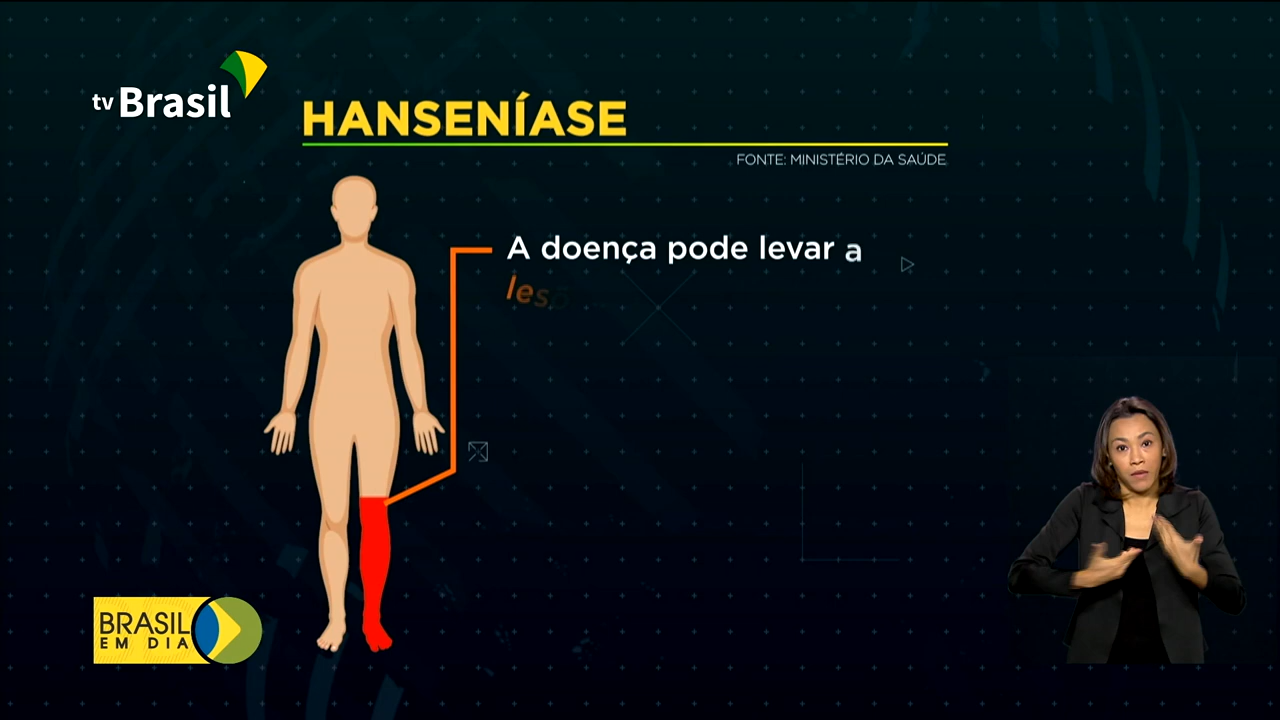 tv Brasil
HANSENÍASE
FONTE: MINISTÉRIO DA SAÚDE
A doença pode levar a
BRASIL
EM DIA